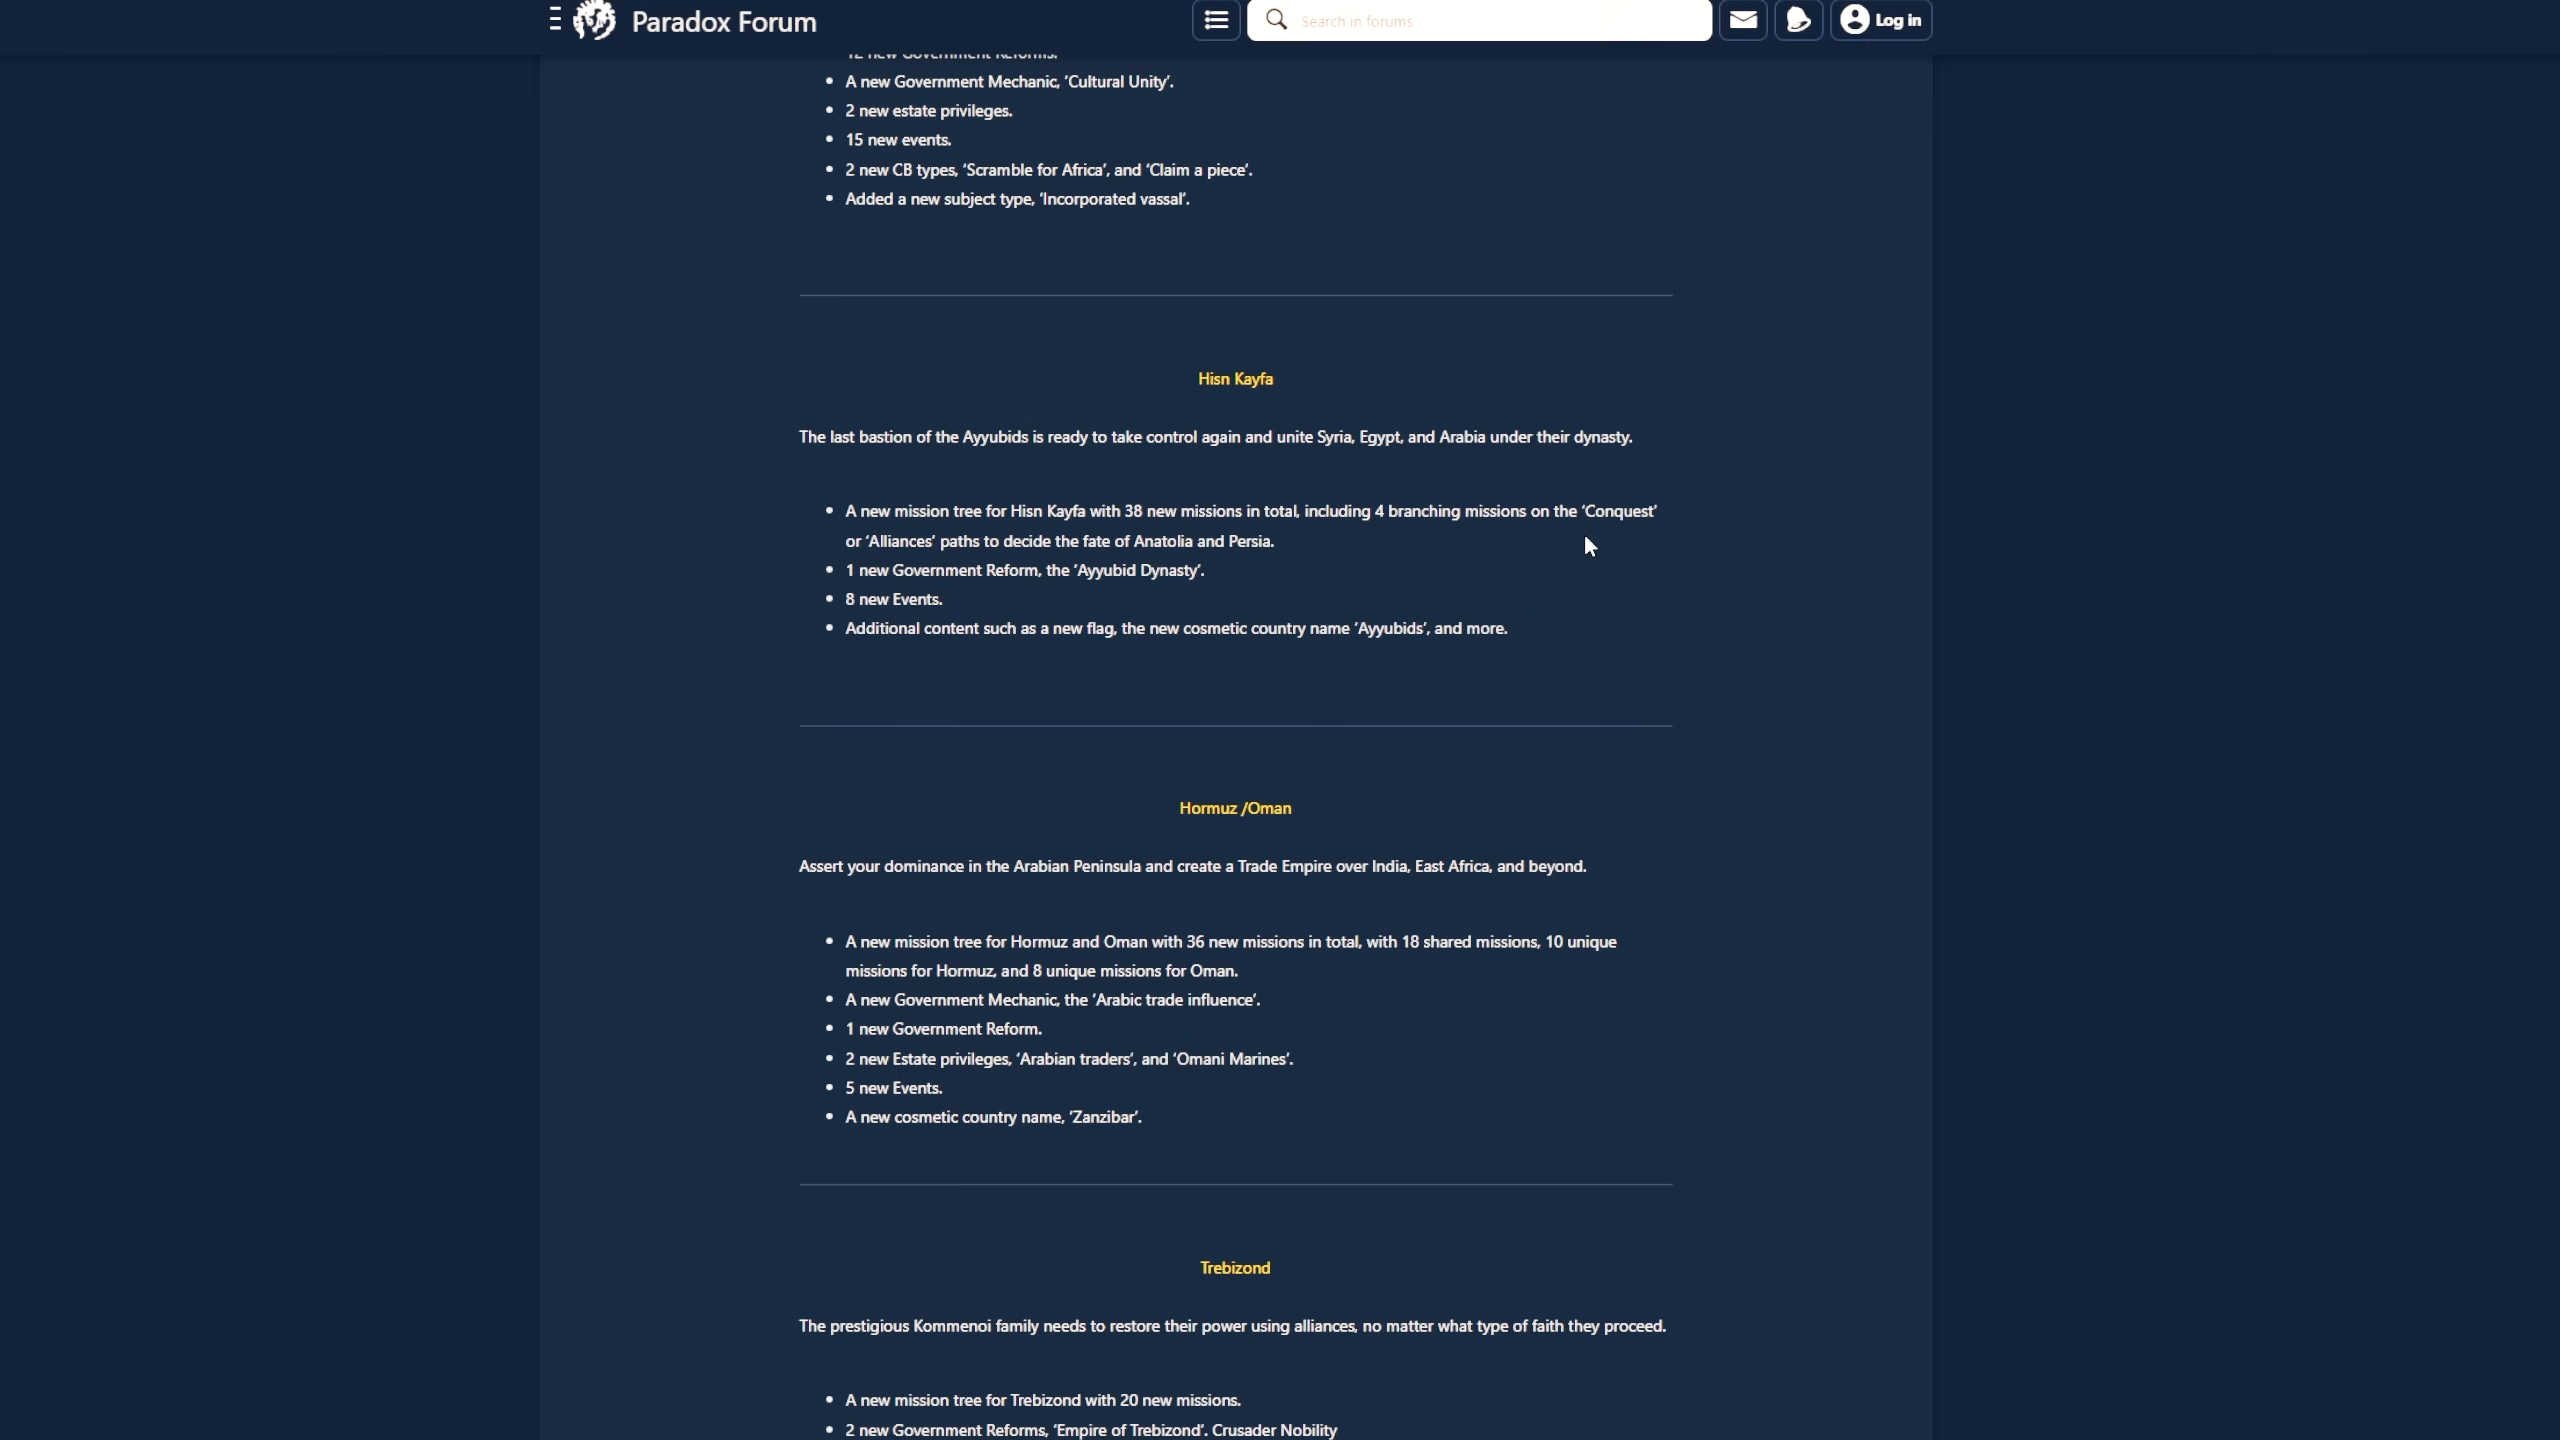 Paradox Forum
Search in forums
Log in
12 new Government Reforms.
A new Government Mechanic, ‘Cultural Unity’.
2 new estate privileges.
15 new events.
2 new CB types, ‘Scramble for Africa’, and ‘Claim a piece’.
Added a new subject type, ‘Incorporated vassal’.
Hisn Kayfa
The last bastion of the Ayyubids is ready to take control again and unite Syria, Egypt, and Arabia under their dynasty.
A new mission tree for Hisn Kayfa with 38 new missions in total, including 4 branching missions on the ‘Conquest’
or ‘Alliances’ paths to decide the fate of Anatolia and Persia.
1 new Government Reform, the ‘Ayyubid Dynasty’.
8 new Events.
Additional content such as a new flag, the new cosmetic country name ‘Ayyubids’, and more.
Hormuz /Oman
Assert your dominance in the Arabian Peninsula and create a Trade Empire over India, East Africa, and beyond.
A new mission tree for Hormuz and Oman with 36 new missions in total, with 18 shared missions, 10 unique
missions for Hormuz, and 8 unique missions for Oman.
A new Government Mechanic, the ‘Arabic trade influence’.
1 new Government Reform.
2 new Estate privileges, ‘Arabian traders’, and ‘Omani Marines’.
5 new Events.
A new cosmetic country name, ‘Zanzibar’.
Trebizond
The prestigious Kommenoi family needs to restore their power using alliances, no matter what type of faith they proceed.
A new mission tree for Trebizond with 20 new missions.
2 new Government Reforms, ‘Empire of Trebizond’. Crusader Nobility